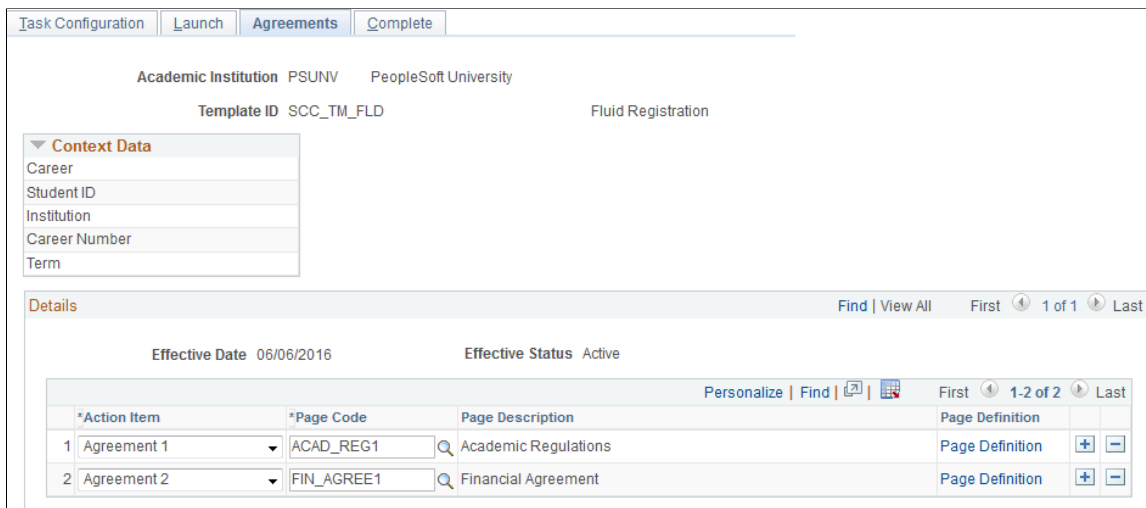 Task Configuration Launch Agreements Complete
Academic Institution PSUNV PeopleSoft University
Template ID SCC_TM_FLD Fluid Registration
Context Data
Career
Student ID
Institution
Career Number
Term
Details Find | View All First 1 of 1 Last
Effective Date 06/06/2016 Effective Status Active
Personalize | Find | | First 1-2 of 2 Last
*Action Item *Page Code Page Description Page Definition
1 Agreement 1 ACAD_REG1 Academic Regulations Page Definition + -
2 Agreement 2 FIN_AGREE1 Financial Agreement Page Definition + -